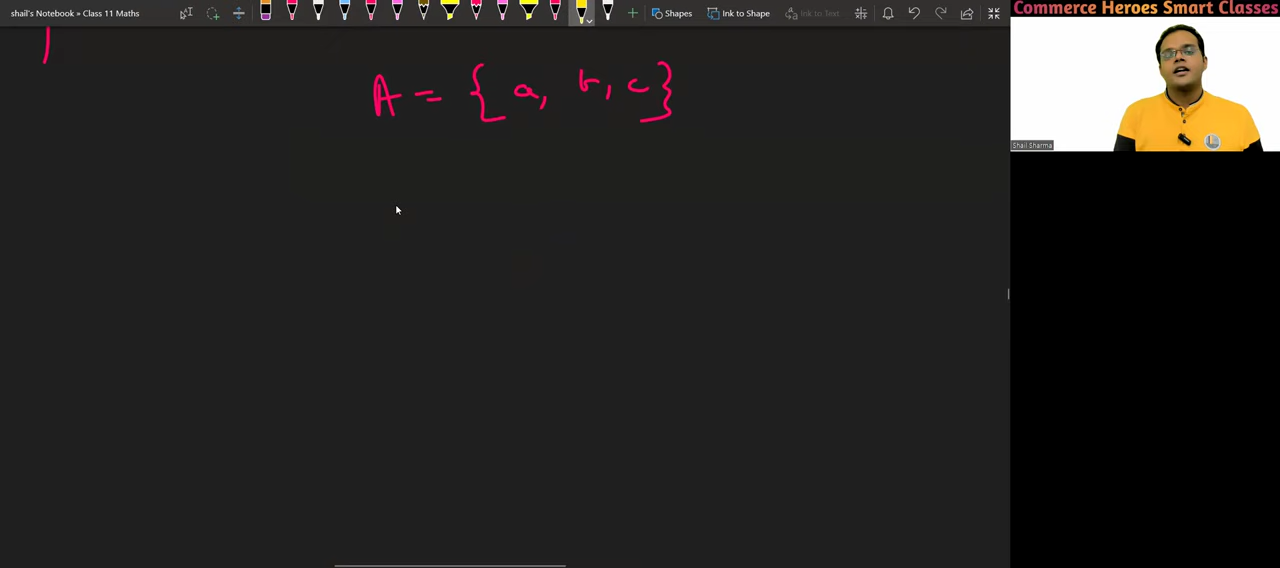 shail's Notebook » Class 11 Maths
Shapes
Ink to Shape
Ink to Text
Commerce Heroes Smart Classes
A = { a, b, c }
Shail Sharma